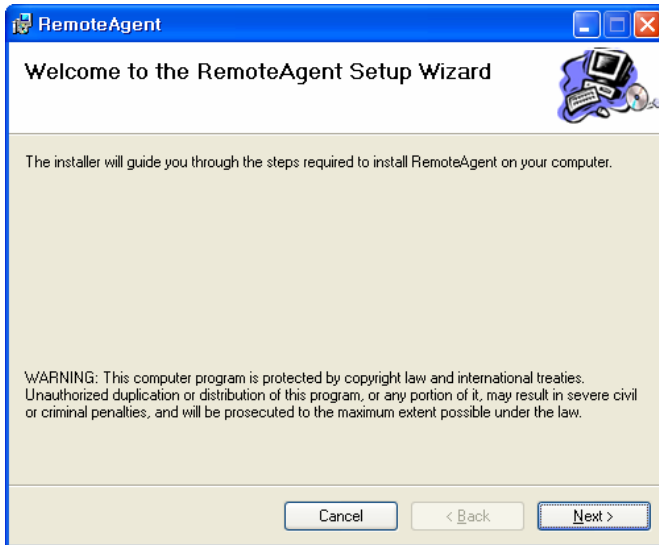 RemoteAgent
Welcome to the RemoteAgent Setup Wizard
The installer will guide you through the steps required to install RemoteAgent on your computer.
WARNING: This computer program is protected by copyright law and international treaties.
Unauthorized duplication or distribution of this program, or any portion of it, may result in severe civil
or criminal penalties, and will be prosecuted to the maximum extent possible under the law.
Cancel
< Back
Next >